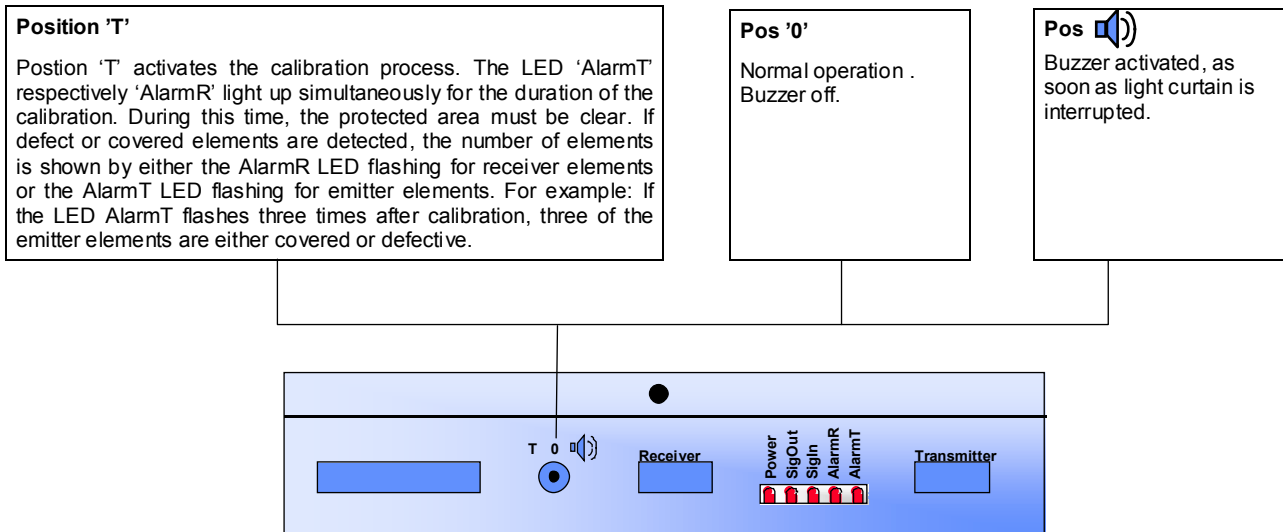 Position ’T’
Postion ‘T’ activates the calibration process. The LED ‘AlarmT’
respectively ‘AlarmR’ light up simultaneously for the duration of the
calibration. During this time, the protected area must be clear. If
defect or covered elements are detected, the number of elements
is shown by either the AlarmR LED flashing for receiver elements
or the AlarmT LED flashing for emitter elements. For example: If
the LED AlarmT flashes three times after calibration, three of the
emitter elements are either covered or defective.
Pos ’0’
Normal operation .
Buzzer off.
Pos
Buzzer activated, as
soon as light curtain is
interrupted.
T 0
Receiver
Power
SigOut
SigIn
AlarmR
AlarmT
Transmitter